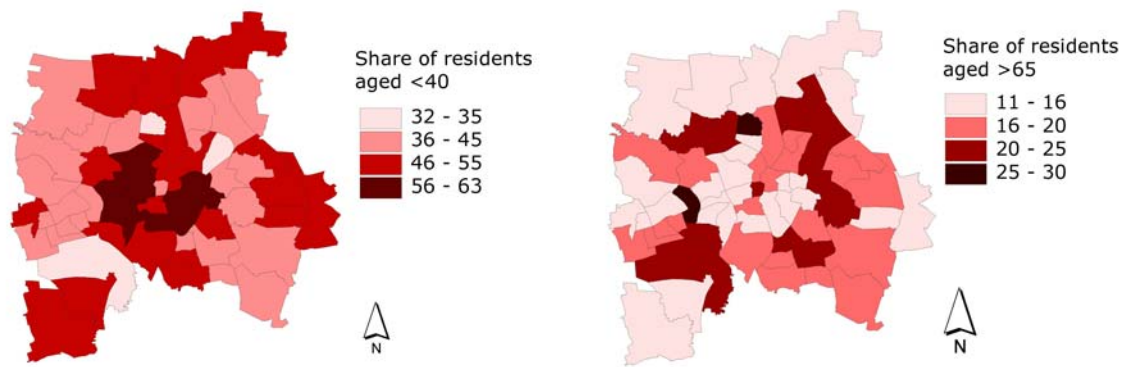 Share of residents
aged <40
32 - 35
36 - 45
46 - 55
56 - 63
N
Share of residents
aged >65
11 - 16
16 - 20
20 - 25
25 - 30
N